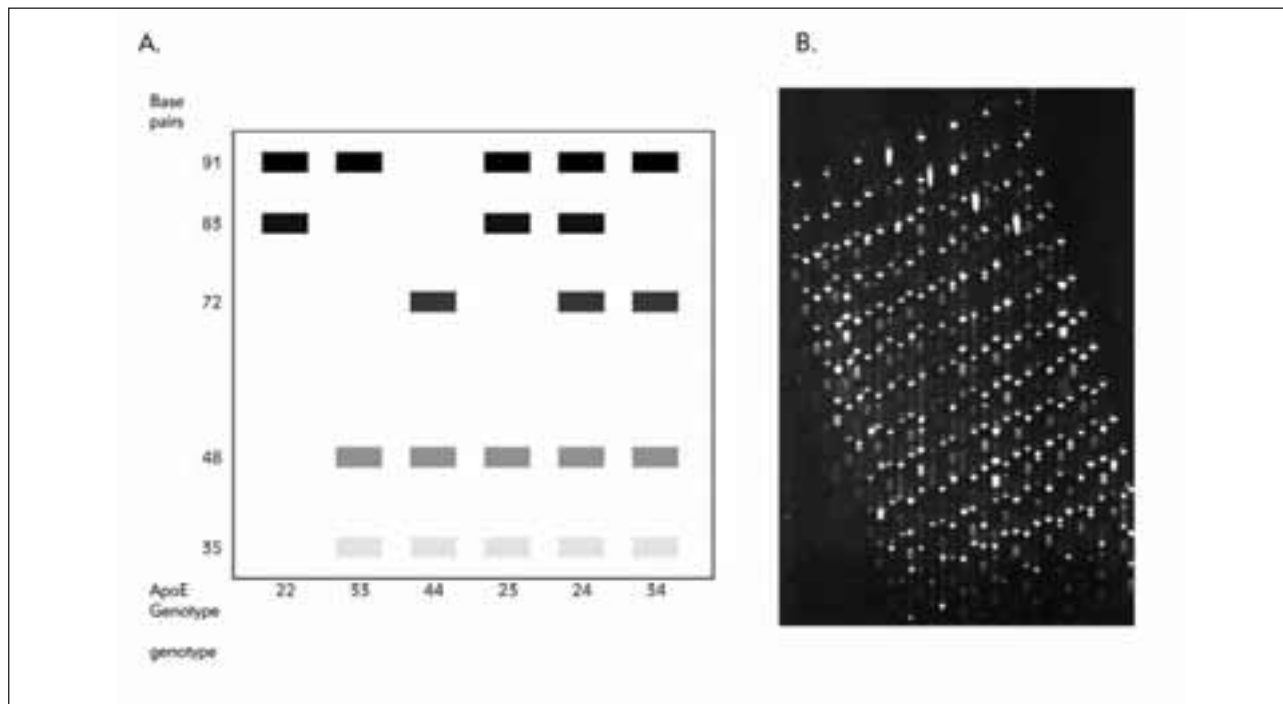 A.
B.
Base
pairs
91
83
72
48
35
ApoE
Genotype
22 33 44 23 24 34
genotype